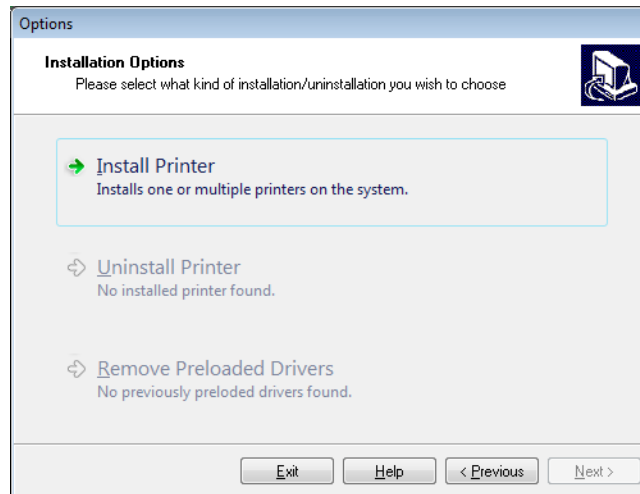 Options
Installation Options
Please select what kind of installation/uninstallation you wish to choose
Install Printer
Installs one or multiple printers on the system.
Uninstall Printer
No installed printer found.
Remove Preloaded Drivers
No previously preloded drivers found.
Exit Help < Previous Next >